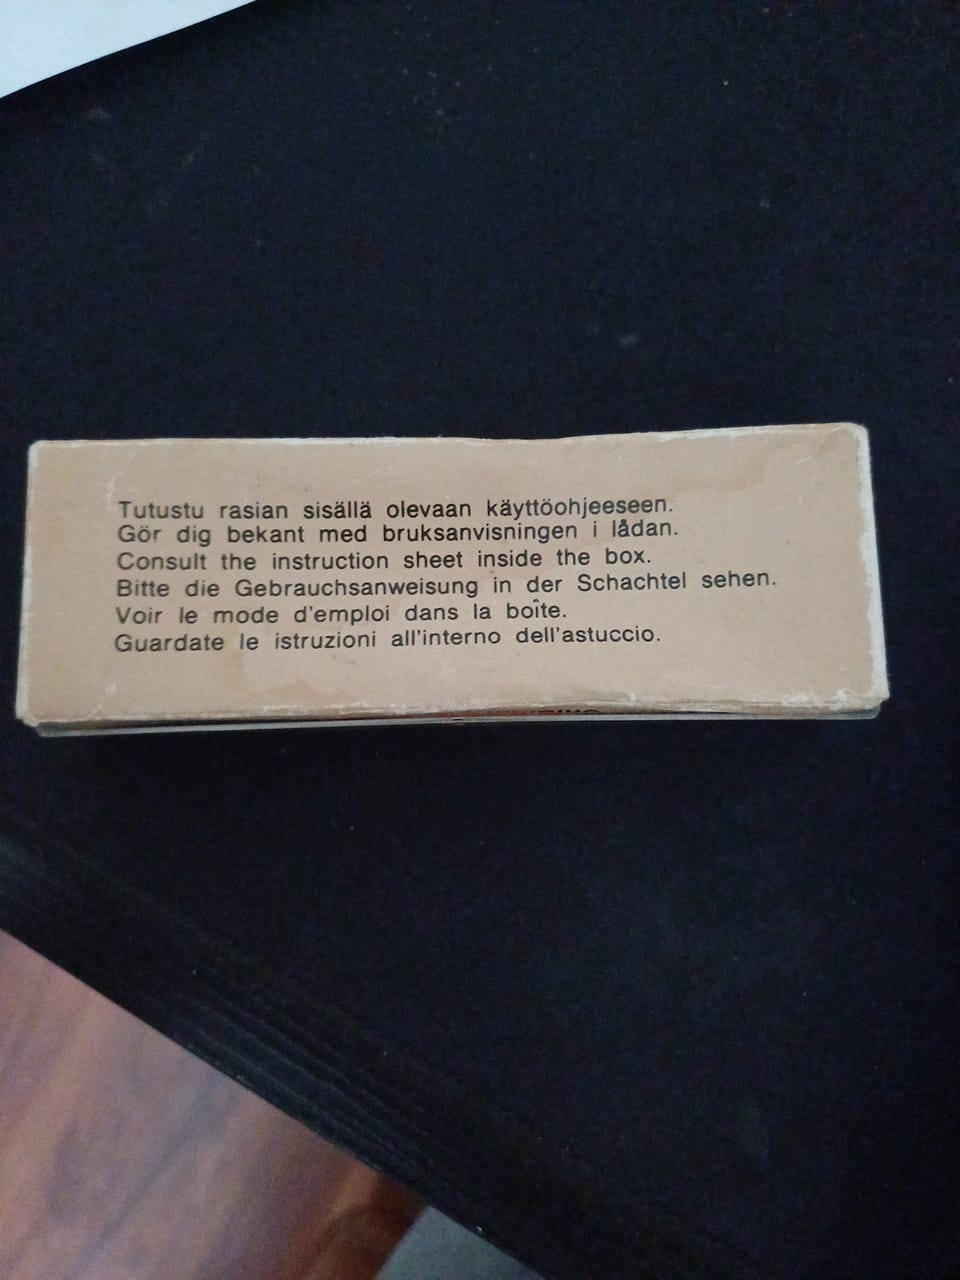 Tutustu rasian sisällä olevaan käyttöohjeeseen.
Gör dig bekant med bruksanvisningen i lådan.
Consult the instruction sheet inside the box.
Bitte die Gebrauchsanweisung in der Schachtel sehen.
Voir le mode d'emploi dans la boîte.
Guardate le istruzioni all'interno dell'astuccio.